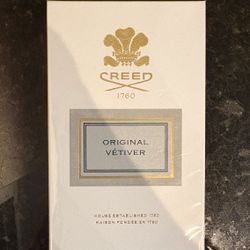 CREED
1760
ORIGINAL
VÉTIVER
HOUSE ESTABLISHED 1760
MAISON FONDÉE EN 1760